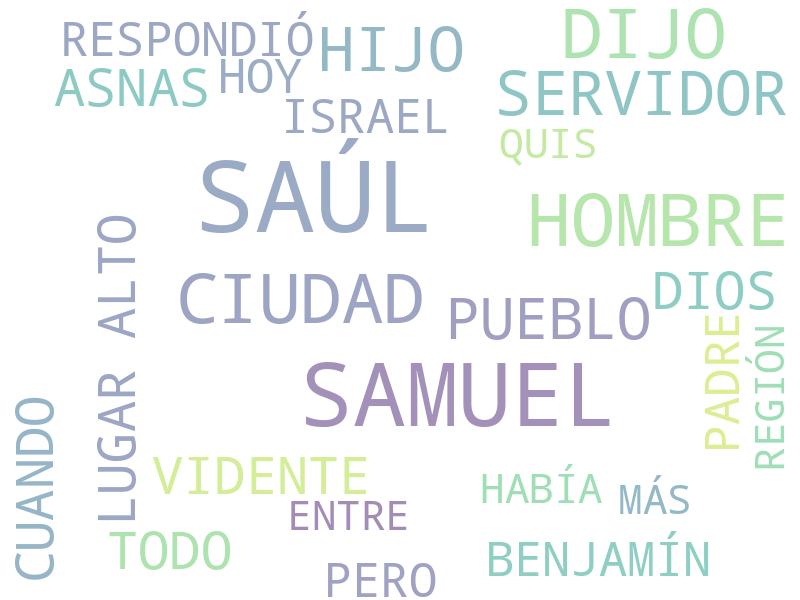 RESPONDIÓ
HIJO
DIJO
ASNAS
HOY
SERVIDOR
ISRAEL
QUIS
SAÚL
HOMBRE
LUGAR ALTO
CIUDAD
DIOS
PUEBLO
PADRE
REGIÓN
SAMUEL
CUANDO
VIDENTE
HABÍA
MÁS
ENTRE
TODO
BENJAMÍN
PERO